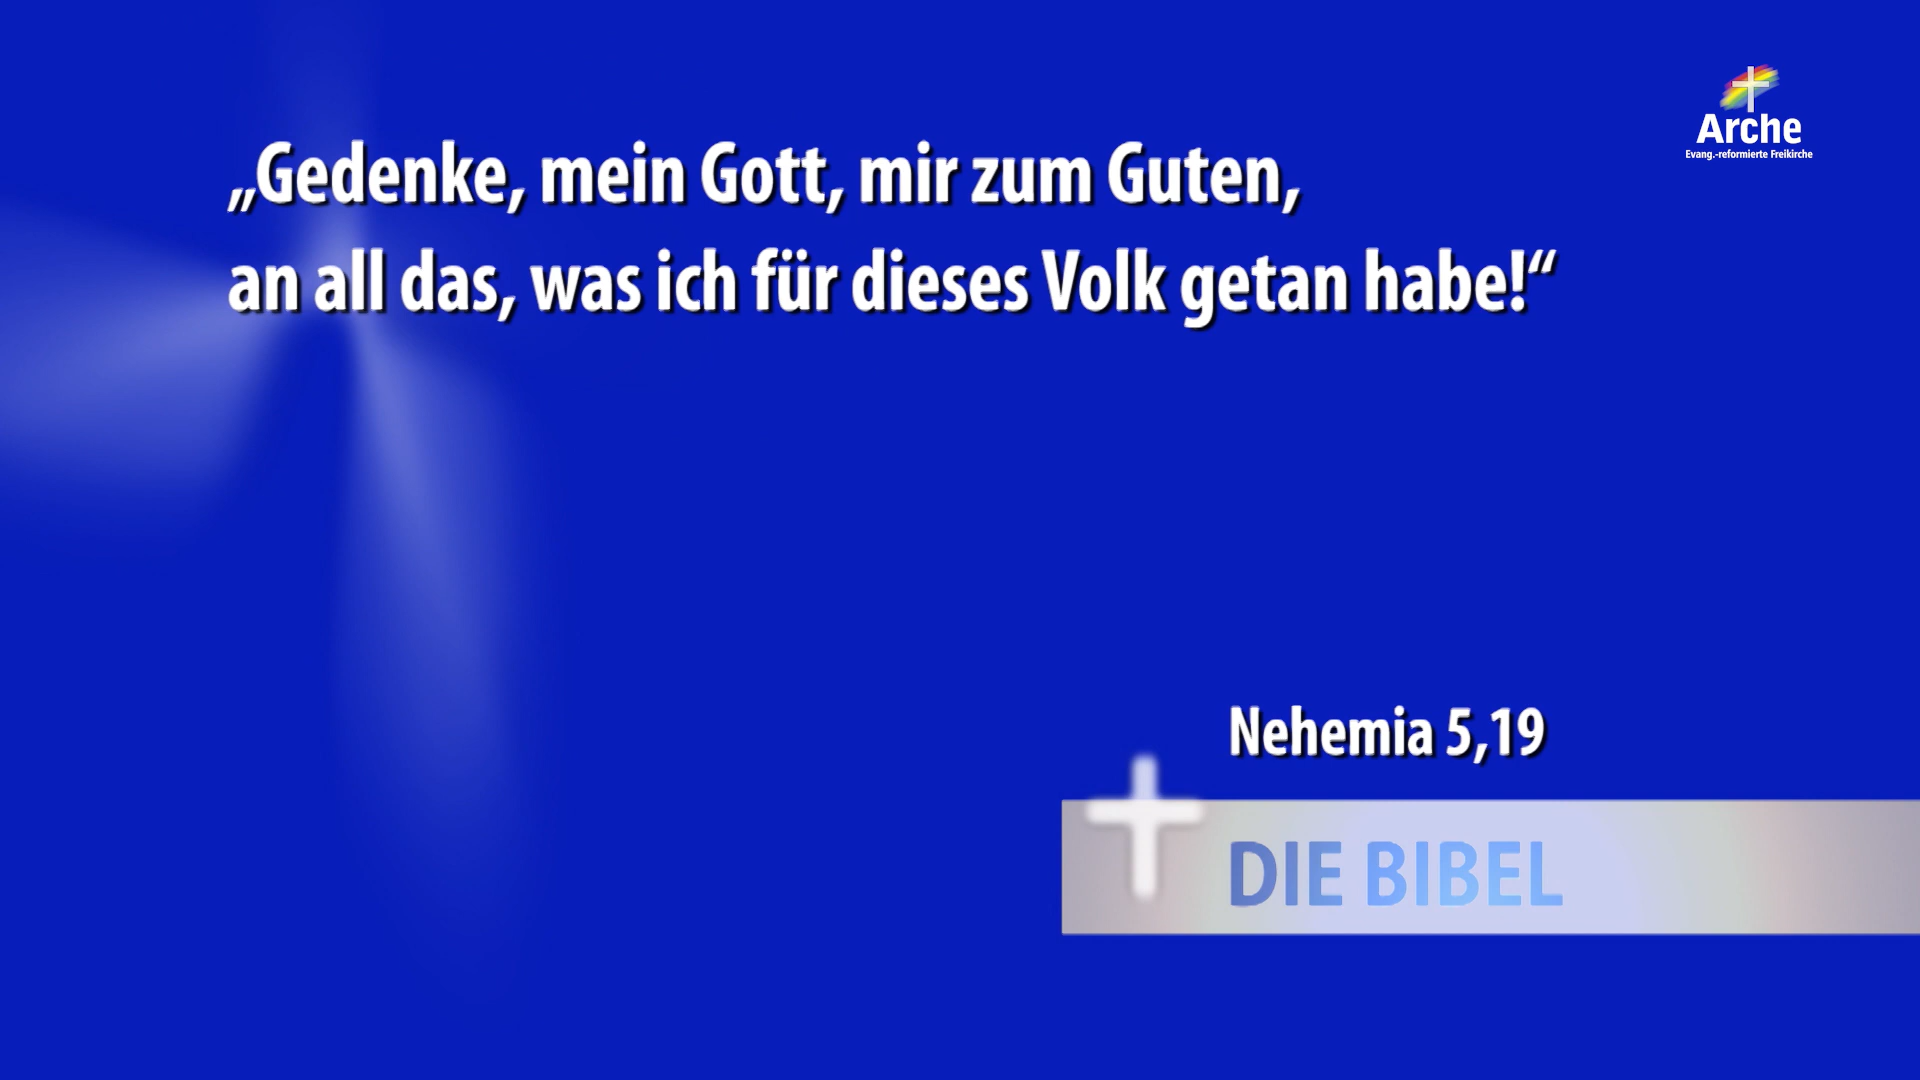 Arche
Evang.-reformierte Freikirche
„Gedenke, mein Gott, mir zum Guten,
an all das, was ich für dieses Volk getan habe!“
Nehemia 5,19
DIE BIBEL